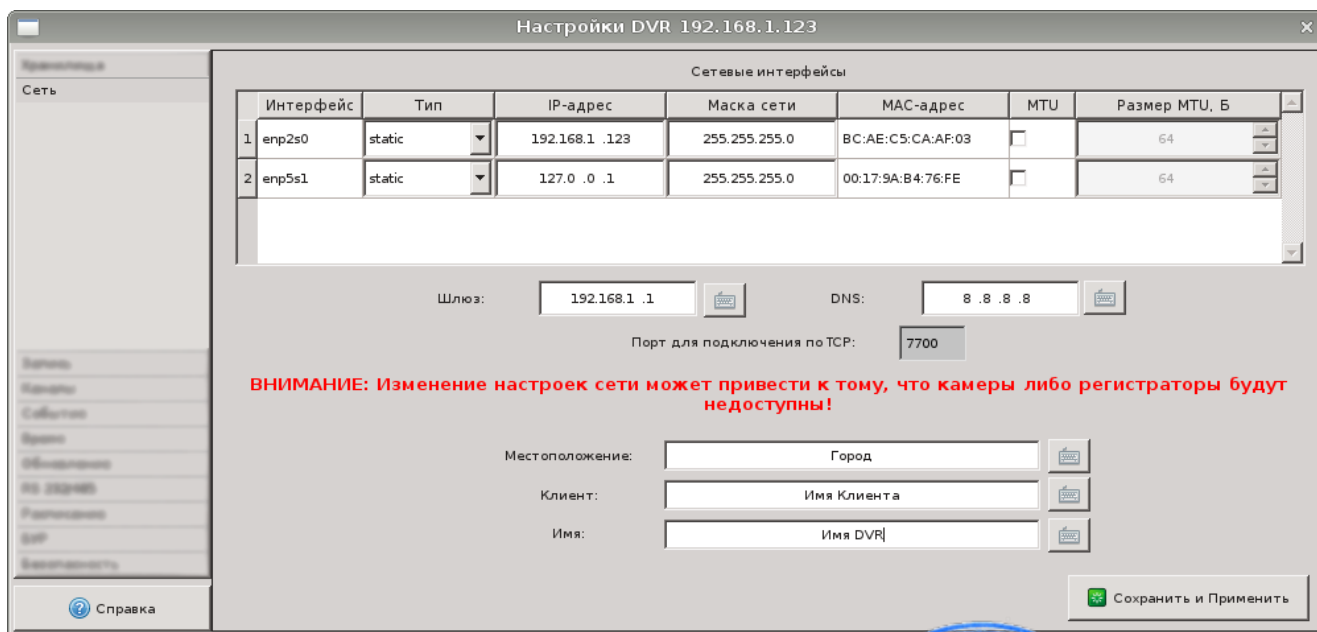 Настройки DVR 192.168.1.123
Сеть
Сетевые интерфейсы
Интерфейс Тип IP-адрес Маска сети MAC-адрес MTU Размер MTU, Б
1 enp2s0 static 192.168.1 .123 255.255.255.0 BC:AE:C5:CA:AF:03 64
2 enp5s1 static 127.0 .0 .1 255.255.255.0 00:17:9A:B4:76:FE 64
Шлюз: 192.168.1 .1 DNS: 8 .8 .8 .8
Порт для подключения по TCP: 7700
ВНИМАНИЕ: Изменение настроек сети может привести к тому, что камеры либо регистраторы будут
недоступны!
Местоположение: Город
Клиент: Имя Клиента
Имя: Имя DVR
Справка
Сохранить и Применить